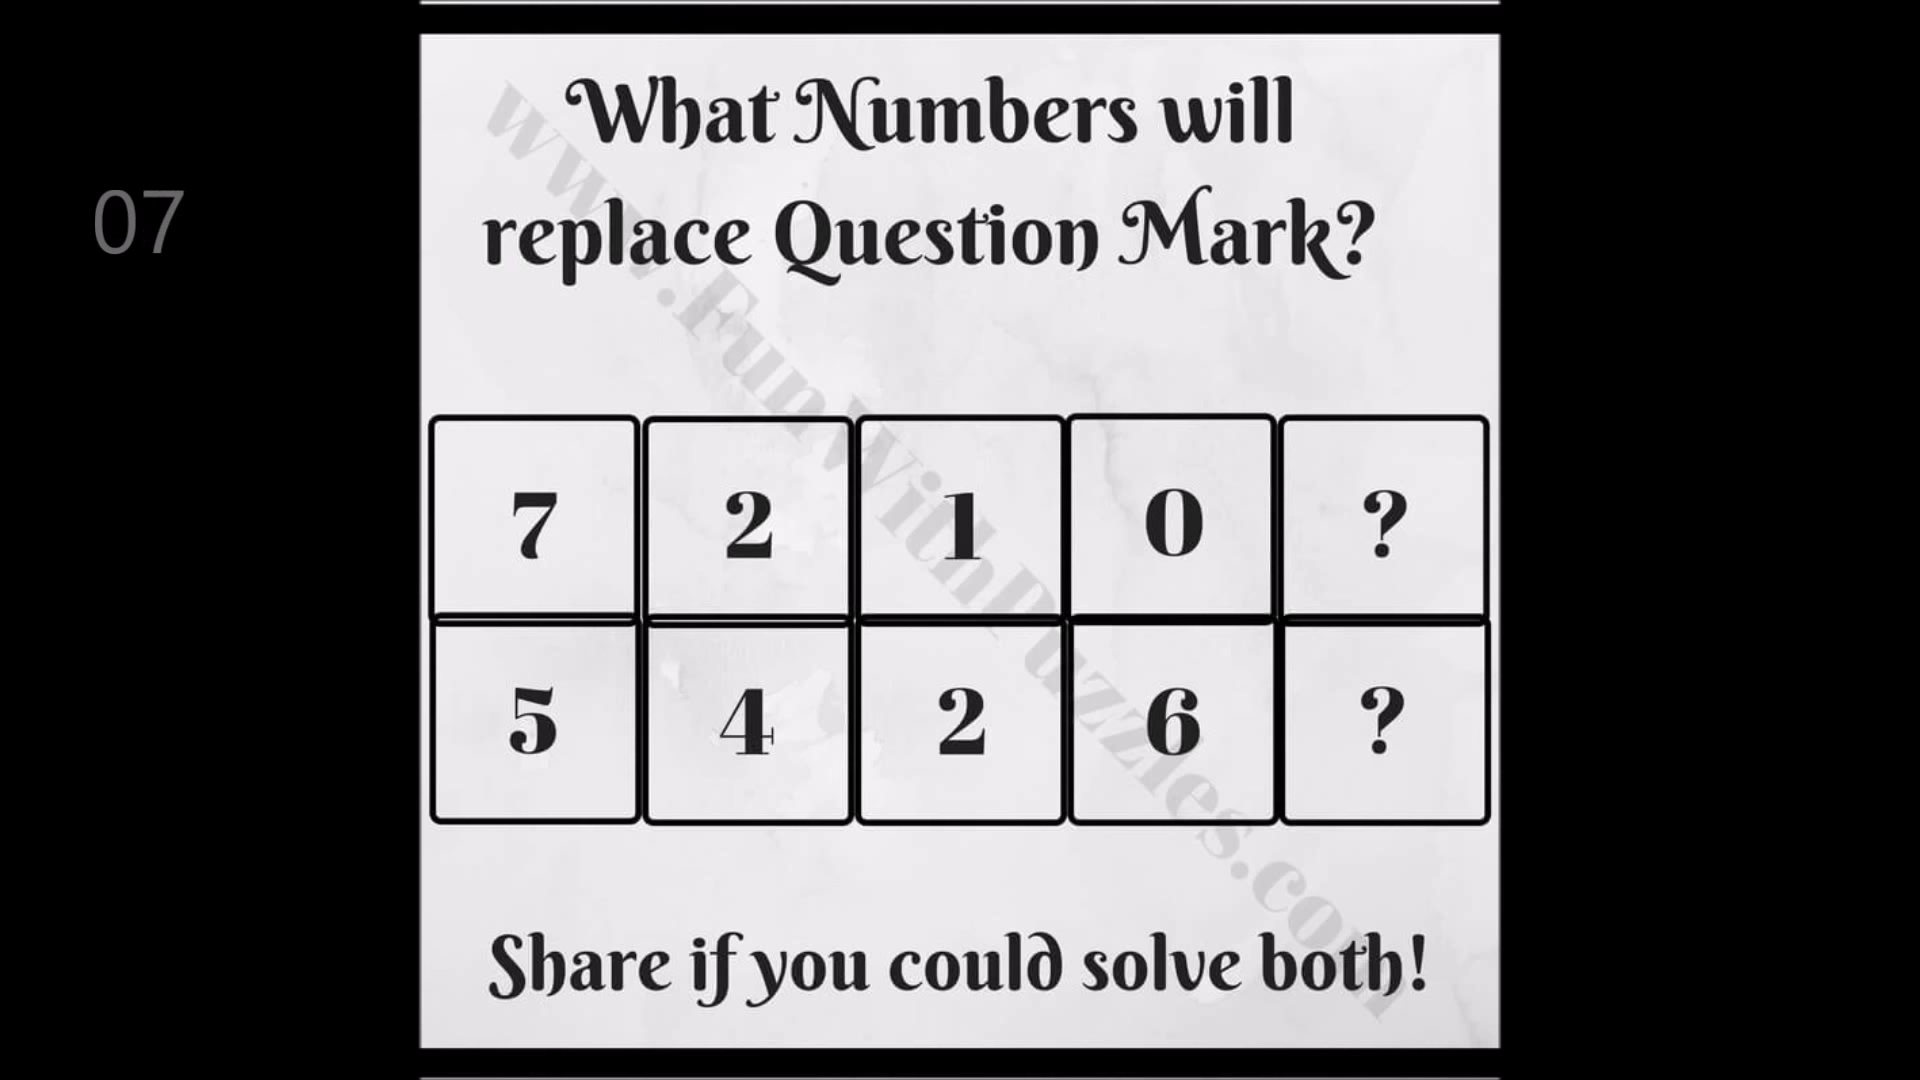 07
What Numbers will
replace Question Mark?
www.FunWithPuzzles.com
7 2 1 0 ?
5 4 2 6 ?
Share if you could solve both!